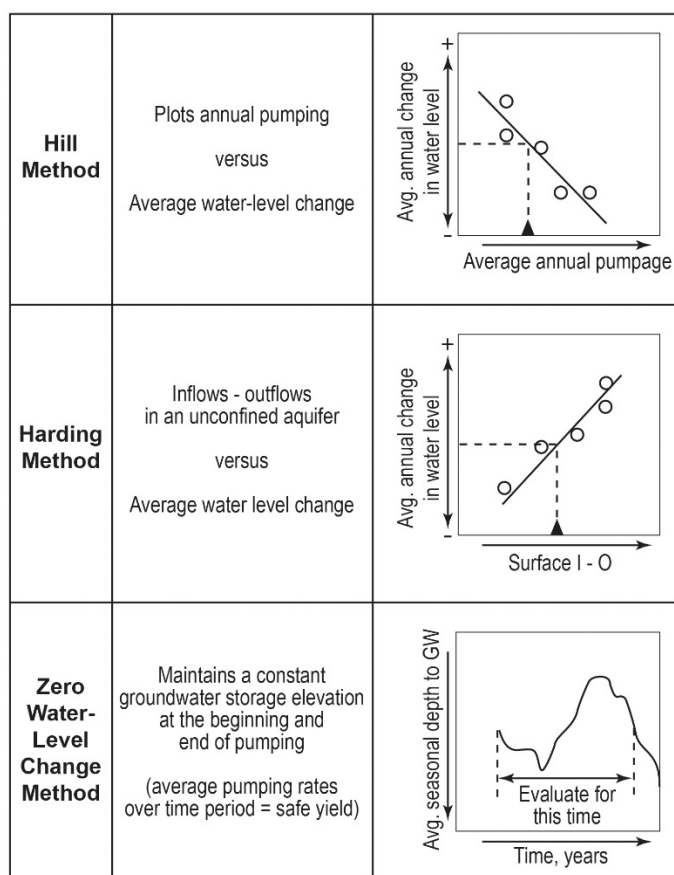 Hill
Method
Plots annual pumping
versus
Average water-level change
+
Avg. annual change
in water level
-
Average annual pumpage
Harding
Method
Inflows - outflows
in an unconfined aquifer
versus
Average water level change
+
Avg. annual change
in water level
-
Surface I - O
Zero
Water-
Level
Change
Method
Maintains a constant
groundwater storage elevation
at the beginning and
end of pumping
(average pumping rates
over time period = safe yield)
Avg. seasonal depth to GW
Evaluate for
this time
Time, years